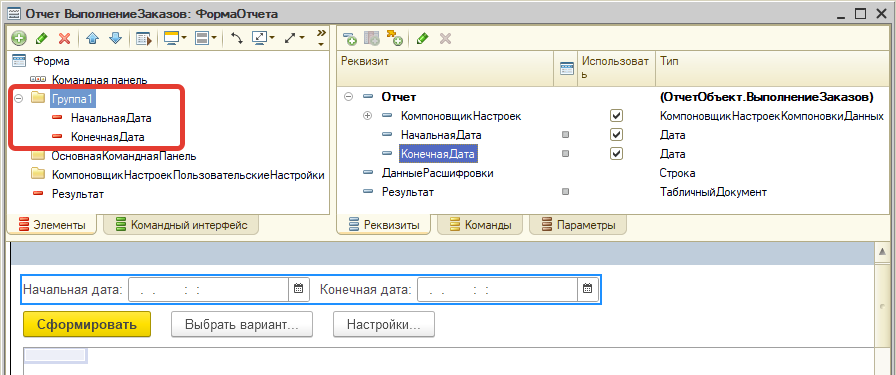 Отчет ВыполнениеЗаказов: ФормаОтчета
Форма
Командная панель
Группа1
НачальнаяДата
КонечнаяДата
ОсновнаяКоманднаяПанель
КомпоновщикНастроекПользовательскиеНастройки
Результат
Элементы
Командный интерфейс
Реквизит
Использоват
ь
Тип
Отчет
(ОтчетОбъект.ВыполнениеЗаказов)
КомпоновщикНастроек
КомпоновщикНастроекКомпоновкиДанных
НачальнаяДата
Дата
КонечнаяДата
Дата
ДанныеРасшифровки
Строка
Результат
ТабличныйДокумент
Реквизиты
Команды
Параметры
Начальная дата: . . : :
Конечная дата: . . : :
Сформировать
Выбрать вариант...
Настройки...